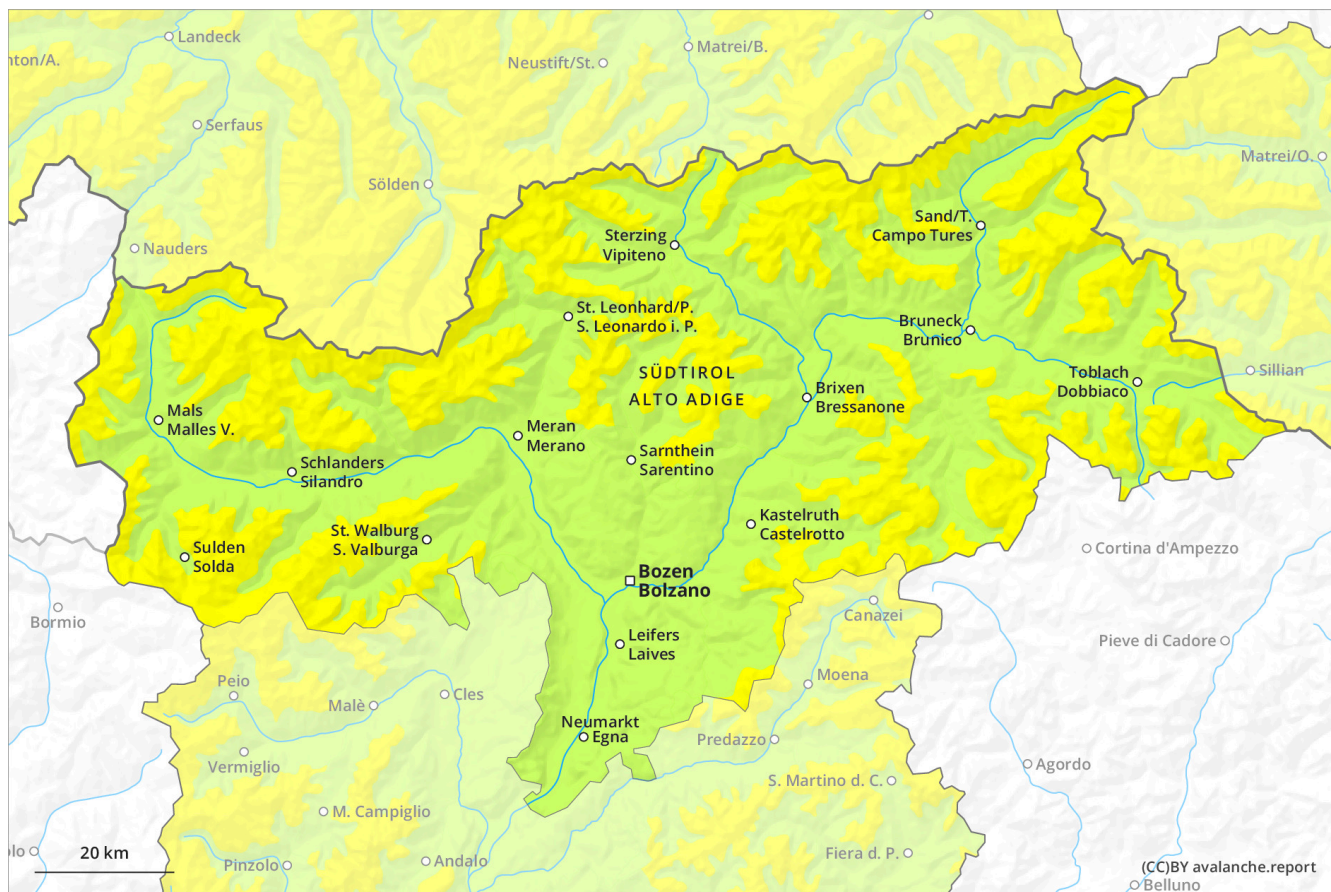 Landeck
nton/A.
Matrei/B.
Neustift/St.
Serfaus
Matrei/O.
Sölden
Sand/T.
Campo Tures
Sterzing
Vipiteno
Nauders
St. Leonhard/P.
S. Leonardo i. P.
Bruneck
Brunico
SÜDTIROL
ALTO ADIGE
Toblach
Dobbiaco
Sillian
Brixen
Bressanone
Mals
Malles V.
Meran
Merano
Sarnthein
Sarentino
Schlanders
Silandro
Kastelruth
Castelrotto
St. Walburg
S. Valburga
Sulden
Solda
Cortina d'Ampezzo
Bozen
Bolzano
Bormio
Canazei
Leifers
Laives
Pieve di Cadore
Moena
Peio
Cles
Malè
Neumarkt
Egna
Predazzo
Vermiglio
Agordo
S. Martino d. C.
M. Campiglio
lo
20 km
Pinzolo
Andalo
Fiera d. P.
(CC)BY avalanche.report
Belluno